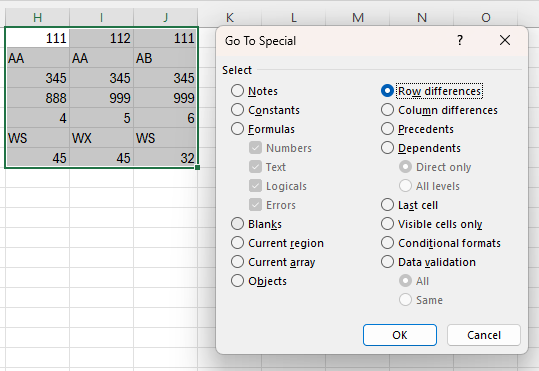 H I J K L M N O
111 112 111
AA AA AB
345 345 345
888 999 999
4 5 6
WS WX WS
45 45 32
Go To Special ? ×
Select
Notes Row differences
Constants Column differences
Formulas Precedents
Numbers Dependents
Text Direct only
Logicals All levels
Errors Last cell
Blanks Visible cells only
Current region Conditional formats
Current array Data validation
Objects All
Same
OK Cancel